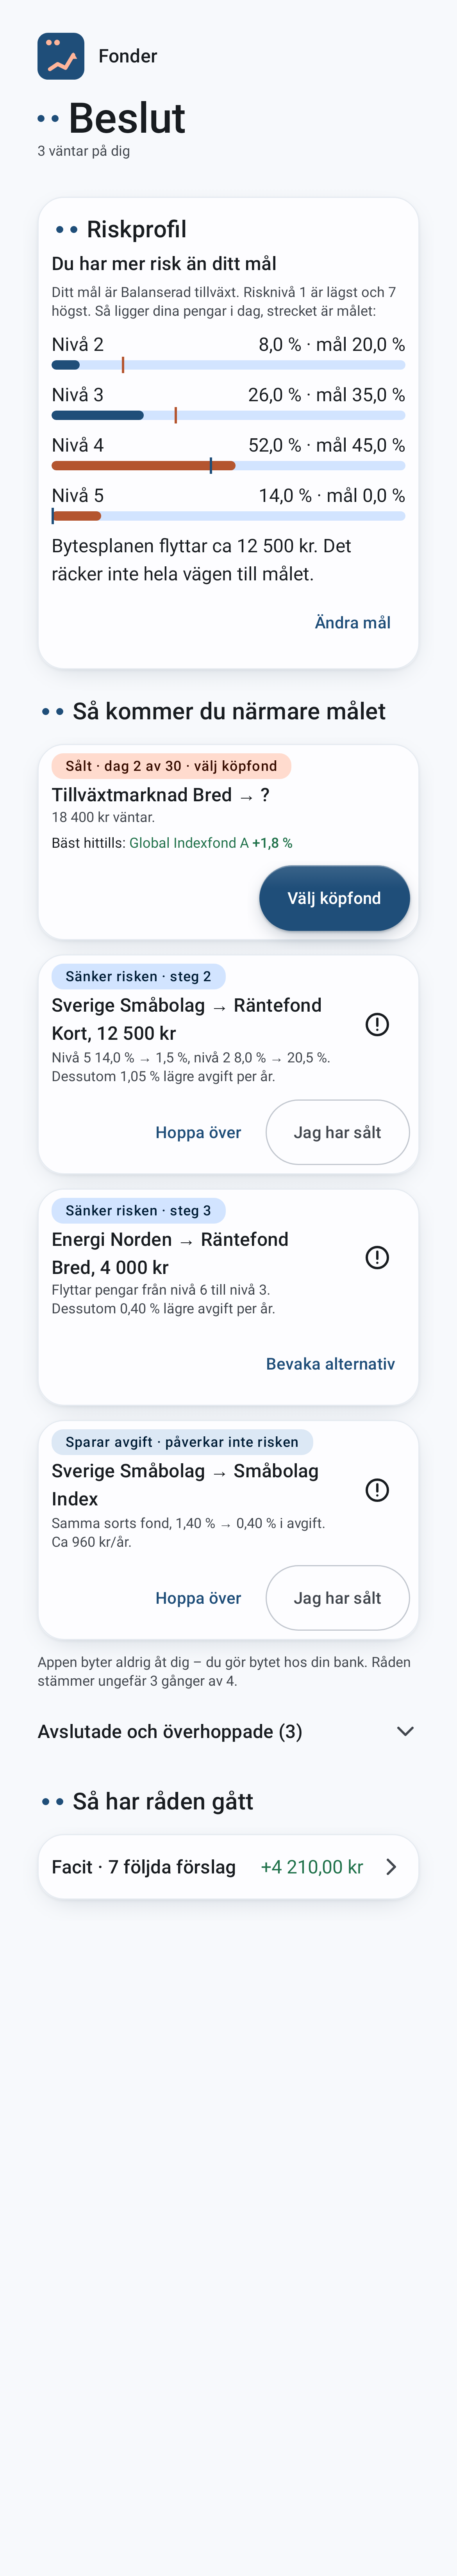 Fonder
Beslut
3 väntar på dig
Riskprofil
Du har mer risk än ditt mål
Ditt mål är Balanserad tillväxt. Risknivå 1 är lägst och 7
högst. Så ligger dina pengar i dag, strecket är målet:
Nivå 2 8,0 % · mål 20,0 %
Nivå 3 26,0 % · mål 35,0 %
Nivå 4 52,0 % · mål 45,0 %
Nivå 5 14,0 % · mål 0,0 %
Bytesplanen flyttar ca 12 500 kr. Det
räcker inte hela vägen till målet.
Ändra mål
Så kommer du närmare målet
Sålt · dag 2 av 30 · välj köpfond
Tillväxtmarknad Bred → ?
18 400 kr väntar.
Bäst hittills: Global Indexfond A +1,8 %
Välj köpfond
Sänker risken · steg 2
Sverige Småbolag → Räntefond
Kort, 12 500 kr
Nivå 5 14,0 % → 1,5 %, nivå 2 8,0 % → 20,5 %.
Dessutom 1,05 % lägre avgift per år.
Hoppa över Jag har sålt
Sänker risken · steg 3
Energi Norden → Räntefond
Bred, 4 000 kr
Flyttar pengar från nivå 6 till nivå 3.
Dessutom 0,40 % lägre avgift per år.
Bevaka alternativ
Sparar avgift · påverkar inte risken
Sverige Småbolag → Småbolag
Index
Samma sorts fond, 1,40 % → 0,40 % i avgift.
Ca 960 kr/år.
Hoppa över Jag har sålt
Appen byter aldrig åt dig – du gör bytet hos din bank. Råden
stämmer ungefär 3 gånger av 4.
Avslutade och överhoppade (3)
Så har råden gått
Facit · 7 följda förslag +4 210,00 kr